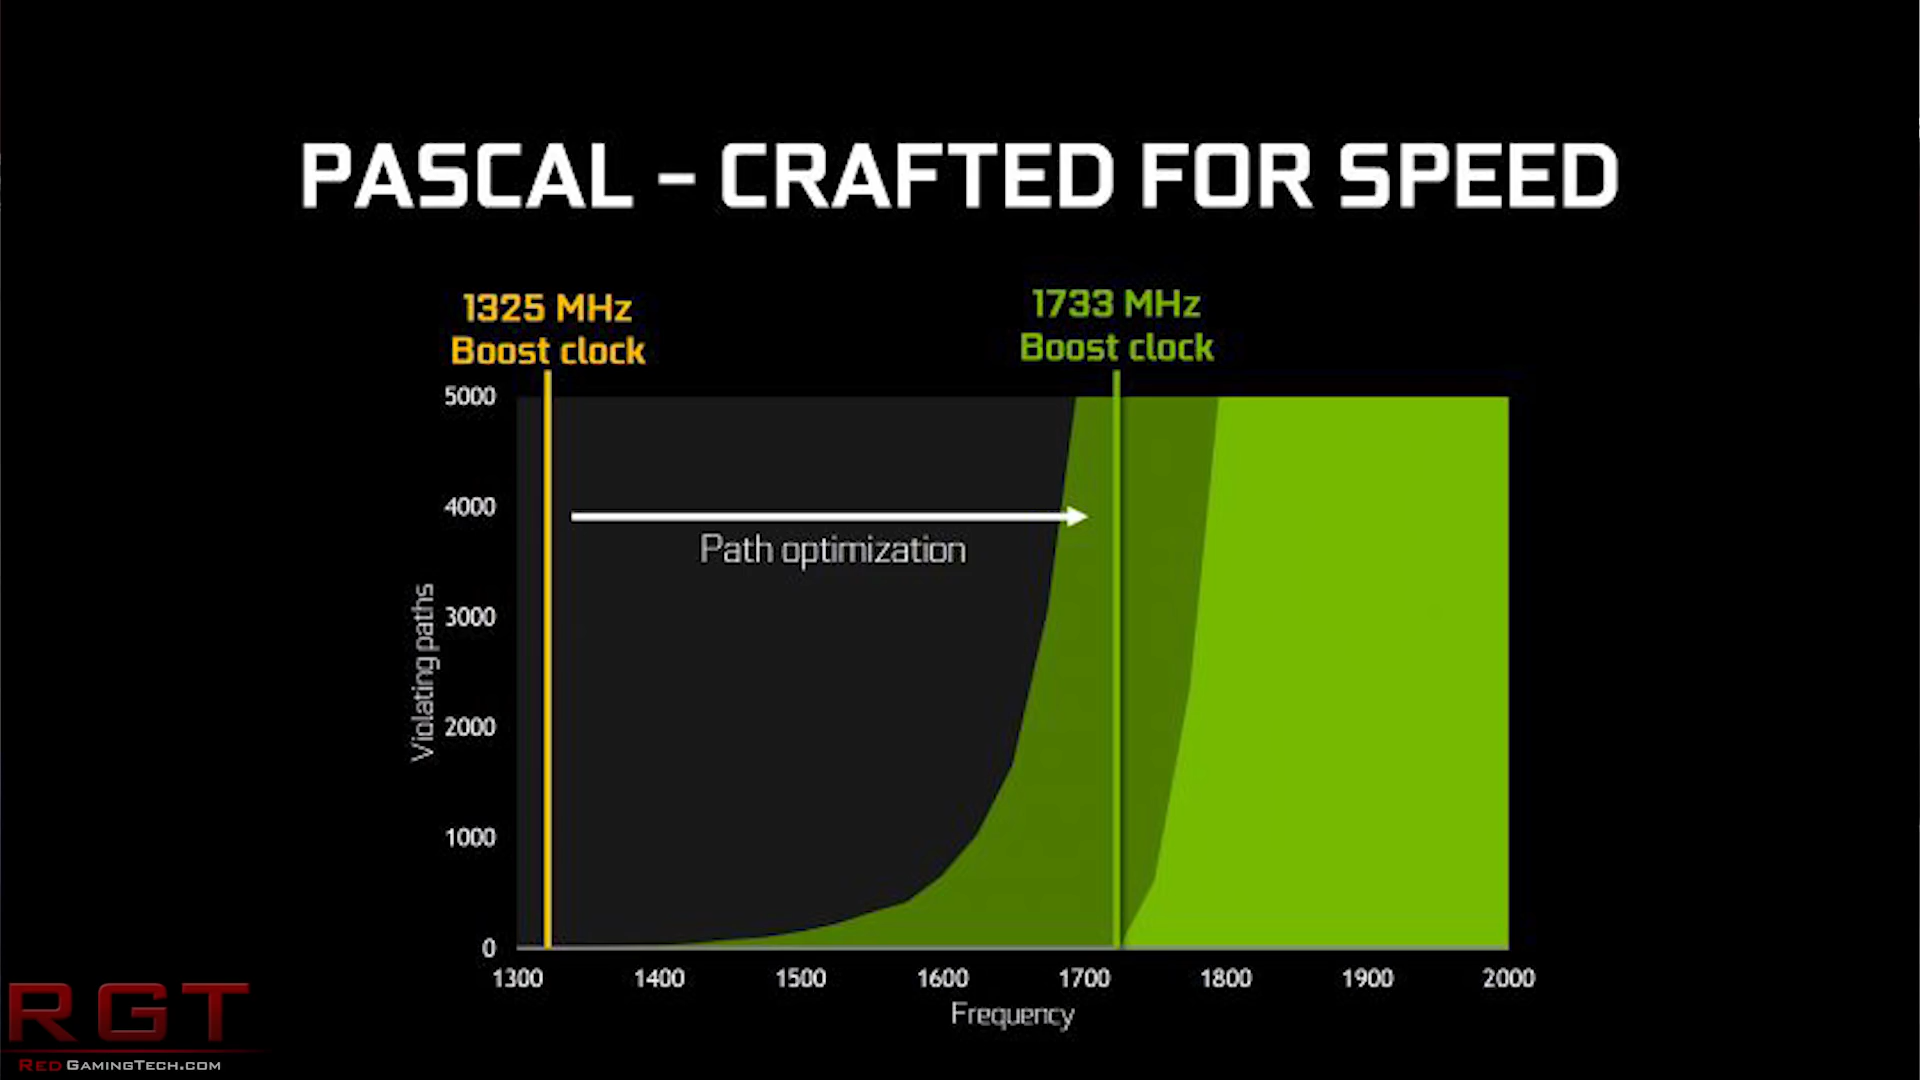 PASCAL – CRAFTED FOR SPEED
1325 MHz
Boost clock
1733 MHz
Boost clock
5000
4000
3000
2000
1000
0
Violating paths
Path optimization
1300 1400 1500 1600 1700 1800 1900 2000
Frequency
RGT
REDGAMINGTECH.COM